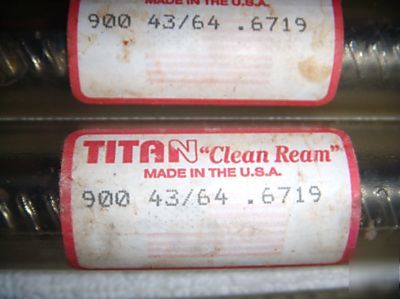 MADE IN THE U.S.A.
900 43/64 .6719
TITAN "Clean Ream"
MADE IN THE U.S.A.
900 43/64 .6719